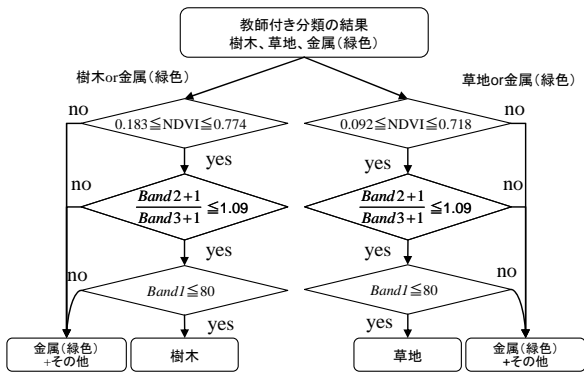 教師付き分類の結果
樹木、草地、金属(緑色)
樹木or金属(緑色)
草地or金属(緑色)
no
0.183≦NDVI≦0.774
0.092≦NDVI≦0.718
no
yes
yes
no
Band2+1
Band3+1
≦1.09
Band2+1
Band3+1
≦1.09
no
yes
yes
no
Band1≦80
Band1≦80
no
yes
yes
金属(緑色)
+その他
樹木
草地
金属(緑色)
+その他